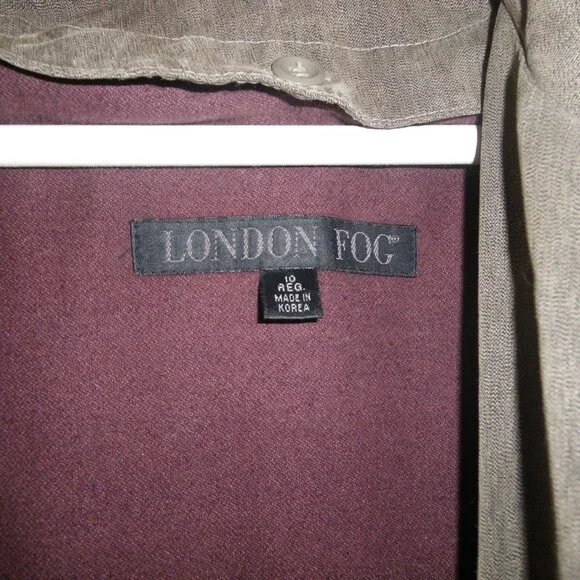 LONDON FOG
10
REG.
MADE IN
KOREA